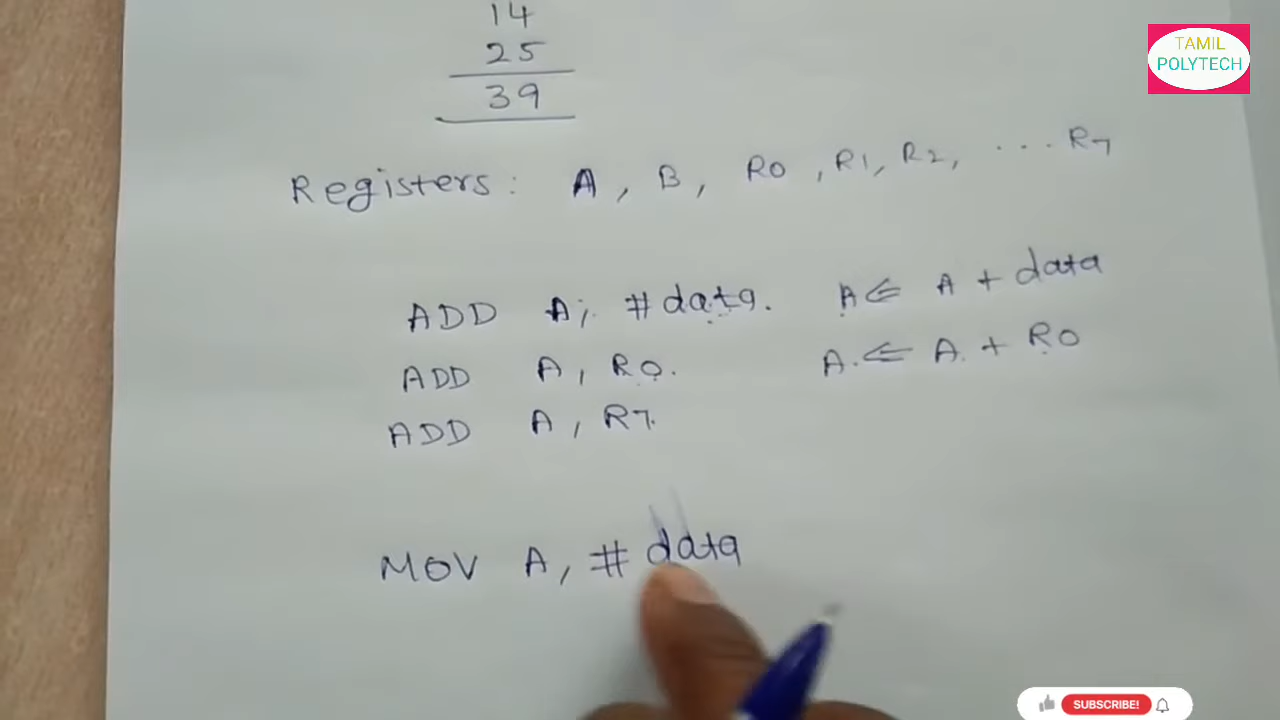 14
25
39
TAMIL
POLYTECH
Registers: A, B, R0, R1, R2, ... R7
ADD A, #data. A ⇐ A + data
ADD A, R0. A. ⇐ A. + R0
ADD A, R7.
MOV A, # data
SUBSCRIBE!